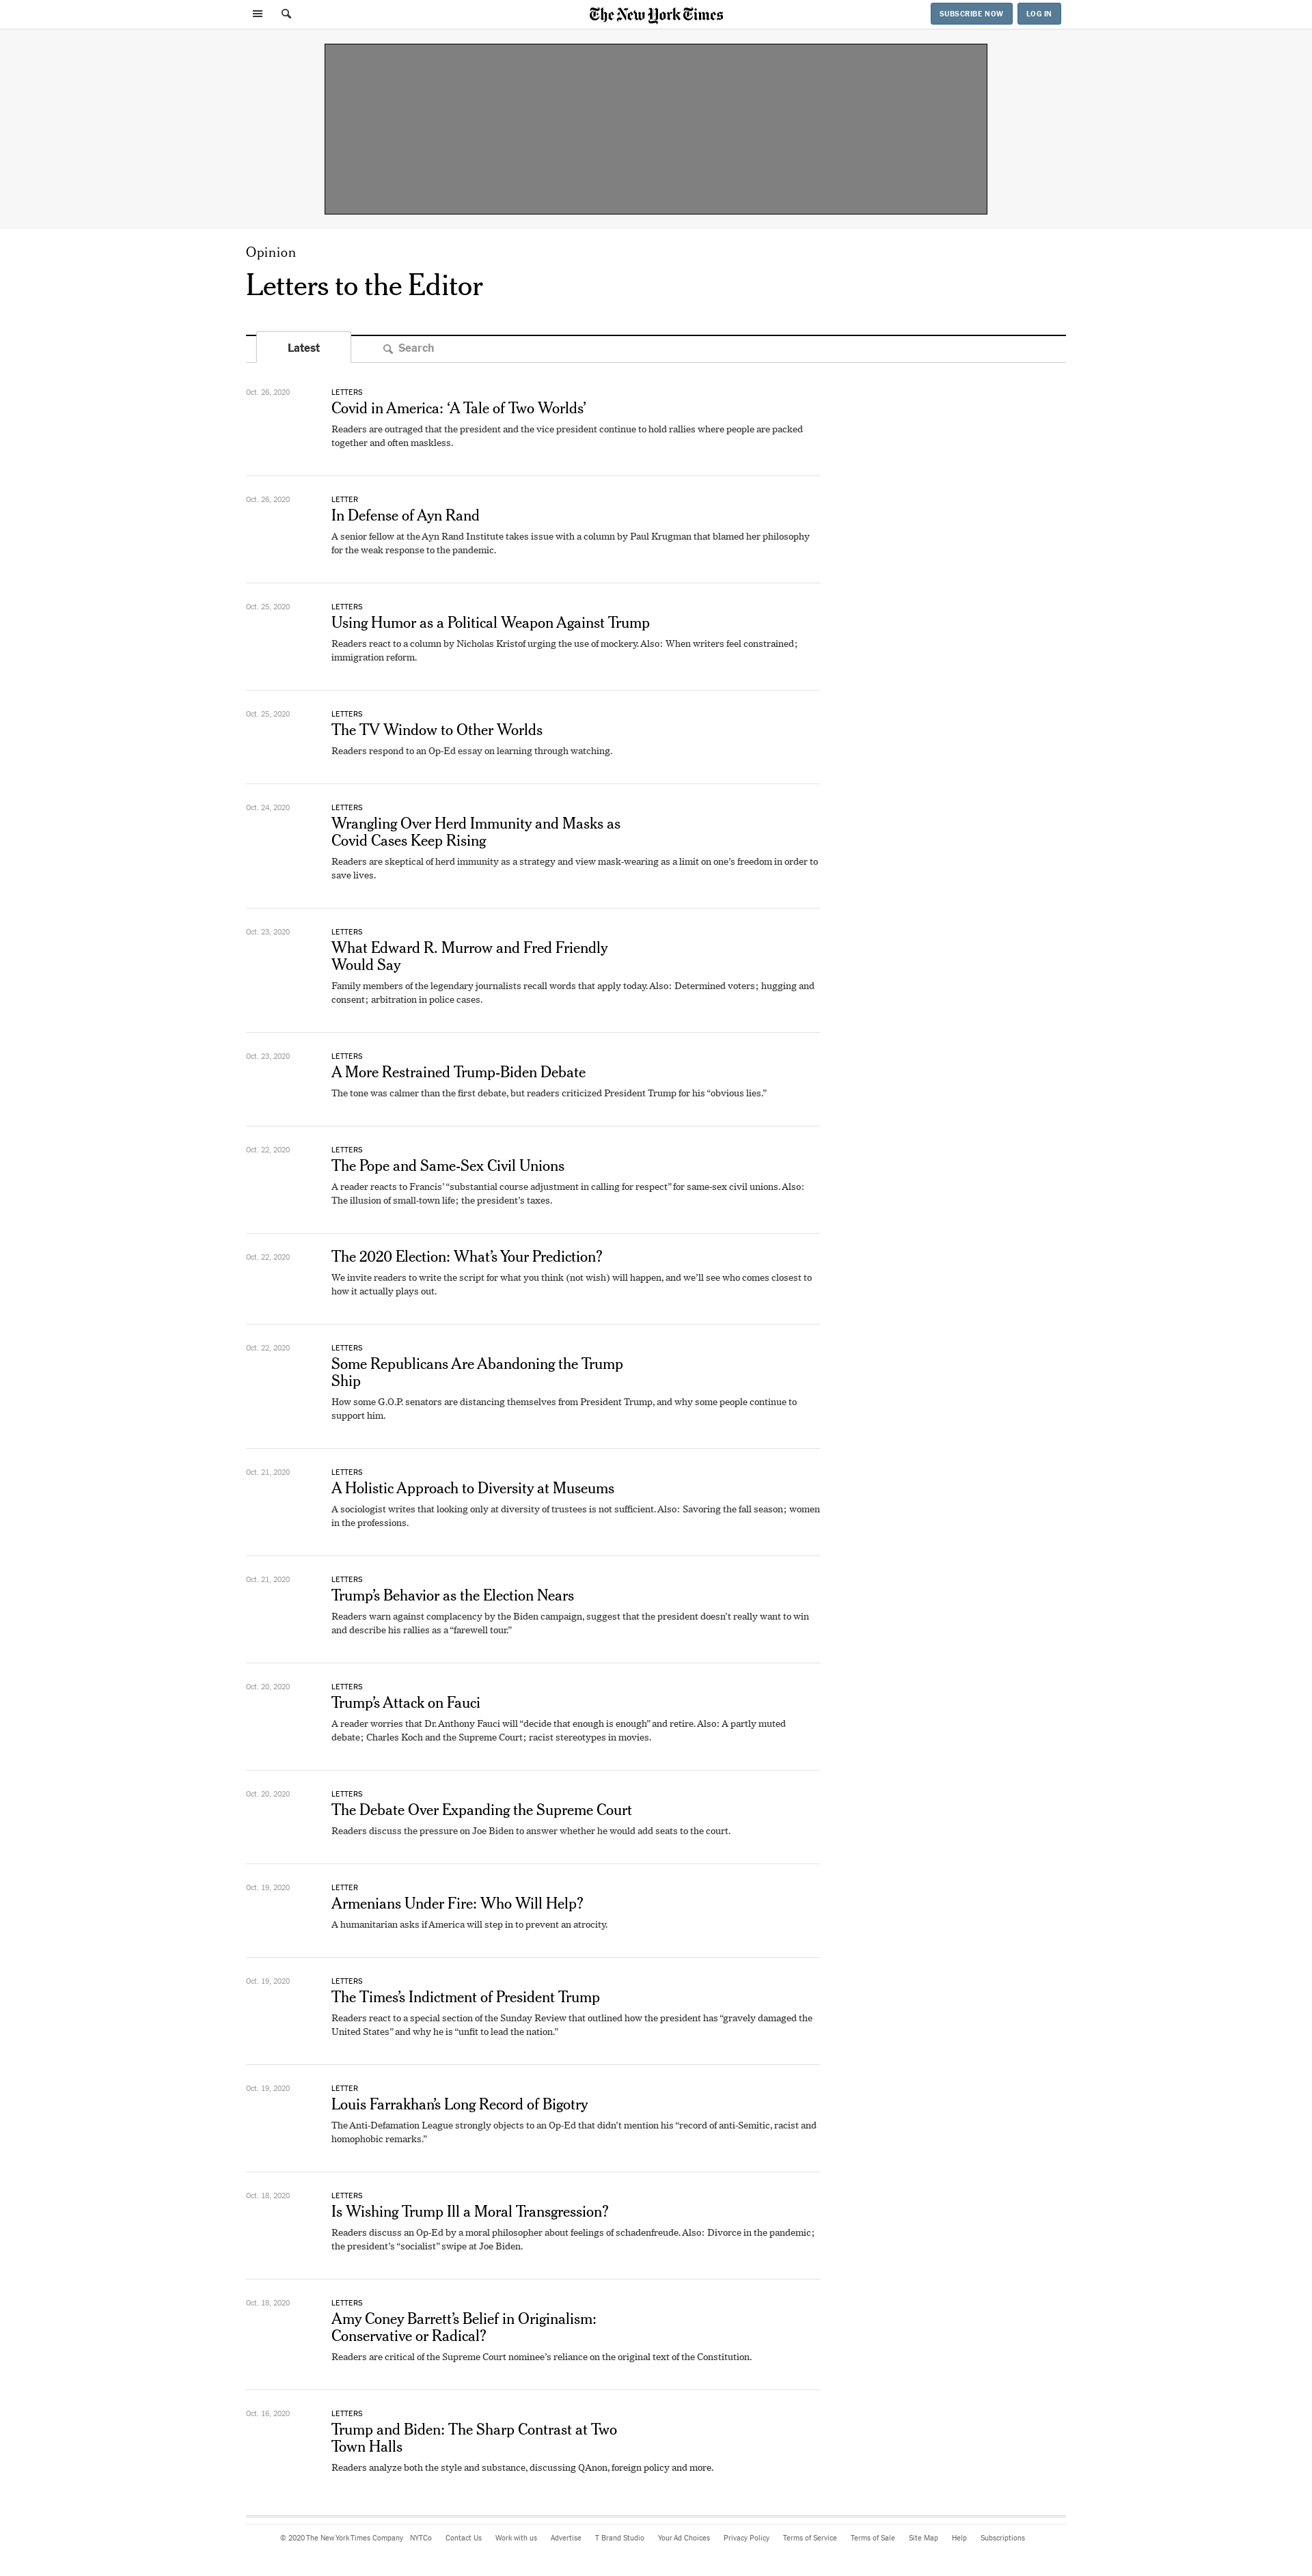 The New York Times
SUBSCRIBE NOW
LOG IN
Opinion
Letters to the Editor
Latest
Search
Oct. 26, 2020
LETTERS
Covid in America: ‘A Tale of Two Worlds’
Readers are outraged that the president and the vice president continue to hold rallies where people are packed
together and often maskless.
Oct. 26, 2020
LETTER
In Defense of Ayn Rand
A senior fellow at the Ayn Rand Institute takes issue with a column by Paul Krugman that blamed her philosophy
for the weak response to the pandemic.
Oct. 25, 2020
LETTERS
Using Humor as a Political Weapon Against Trump
Readers react to a column by Nicholas Kristof urging the use of mockery. Also: When writers feel constrained;
immigration reform.
Oct. 25, 2020
LETTERS
The TV Window to Other Worlds
Readers respond to an Op-Ed essay on learning through watching.
Oct. 24, 2020
LETTERS
Wrangling Over Herd Immunity and Masks as
Covid Cases Keep Rising
Readers are skeptical of herd immunity as a strategy and view mask-wearing as a limit on one’s freedom in order to
save lives.
Oct. 23, 2020
LETTERS
What Edward R. Murrow and Fred Friendly
Would Say
Family members of the legendary journalists recall words that apply today. Also: Determined voters; hugging and
consent; arbitration in police cases.
Oct. 23, 2020
LETTERS
A More Restrained Trump-Biden Debate
The tone was calmer than the first debate, but readers criticized President Trump for his “obvious lies.”
Oct. 22, 2020
LETTERS
The Pope and Same-Sex Civil Unions
A reader reacts to Francis’ “substantial course adjustment in calling for respect” for same-sex civil unions. Also:
The illusion of small-town life; the president’s taxes.
Oct. 22, 2020
The 2020 Election: What’s Your Prediction?
We invite readers to write the script for what you think (not wish) will happen, and we’ll see who comes closest to
how it actually plays out.
Oct. 22, 2020
LETTERS
Some Republicans Are Abandoning the Trump
Ship
How some G.O.P. senators are distancing themselves from President Trump, and why some people continue to
support him.
Oct. 21, 2020
LETTERS
A Holistic Approach to Diversity at Museums
A sociologist writes that looking only at diversity of trustees is not sufficient. Also: Savoring the fall season; women
in the professions.
Oct. 21, 2020
LETTERS
Trump’s Behavior as the Election Nears
Readers warn against complacency by the Biden campaign, suggest that the president doesn’t really want to win
and describe his rallies as a “farewell tour.”
Oct. 20, 2020
LETTERS
Trump’s Attack on Fauci
A reader worries that Dr. Anthony Fauci will “decide that enough is enough” and retire. Also: A partly muted
debate; Charles Koch and the Supreme Court; racist stereotypes in movies.
Oct. 20, 2020
LETTERS
The Debate Over Expanding the Supreme Court
Readers discuss the pressure on Joe Biden to answer whether he would add seats to the court.
Oct. 19, 2020
LETTER
Armenians Under Fire: Who Will Help?
A humanitarian asks if America will step in to prevent an atrocity.
Oct. 19, 2020
LETTERS
The Times’s Indictment of President Trump
Readers react to a special section of the Sunday Review that outlined how the president has “gravely damaged the
United States” and why he is “unfit to lead the nation.”
Oct. 19, 2020
LETTER
Louis Farrakhan’s Long Record of Bigotry
The Anti-Defamation League strongly objects to an Op-Ed that didn’t mention his “record of anti-Semitic, racist and
homophobic remarks.”
Oct. 18, 2020
LETTERS
Is Wishing Trump Ill a Moral Transgression?
Readers discuss an Op-Ed by a moral philosopher about feelings of schadenfreude. Also: Divorce in the pandemic;
the president’s “socialist” swipe at Joe Biden.
Oct. 18, 2020
LETTERS
Amy Coney Barrett’s Belief in Originalism:
Conservative or Radical?
Readers are critical of the Supreme Court nominee’s reliance on the original text of the Constitution.
Oct. 16, 2020
LETTERS
Trump and Biden: The Sharp Contrast at Two
Town Halls
Readers analyze both the style and substance, discussing QAnon, foreign policy and more.
© 2020 The New York Times Company NYTCo Contact Us Work with us Advertise T Brand Studio Your Ad Choices Privacy Policy Terms of Service Terms of Sale Site Map Help Subscriptions